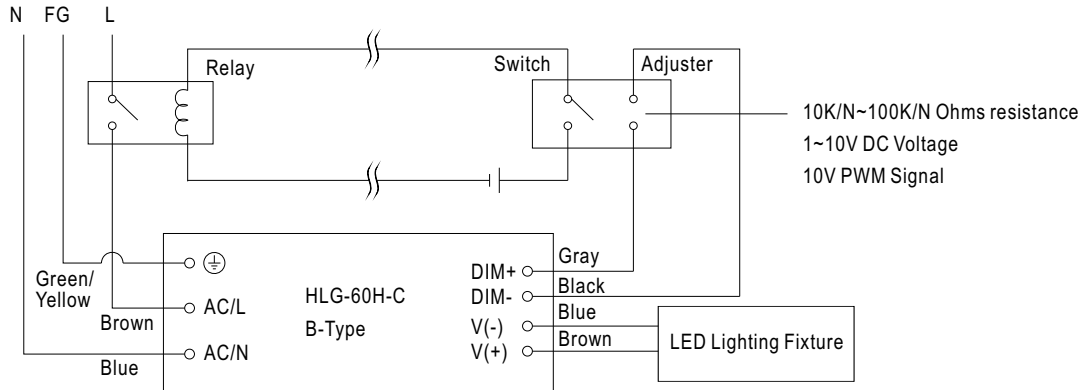 N FG L
Relay
Switch
Adjuster
10K/N~100K/N Ohms resistance
1~10V DC Voltage
10V PWM Signal
Green/
Yellow
Brown
Blue
AC/L
AC/N
HLG-60H-C
B-Type
DIM+
DIM-
V(-)
V(+)
Gray
Black
Blue
Brown
LED Lighting Fixture